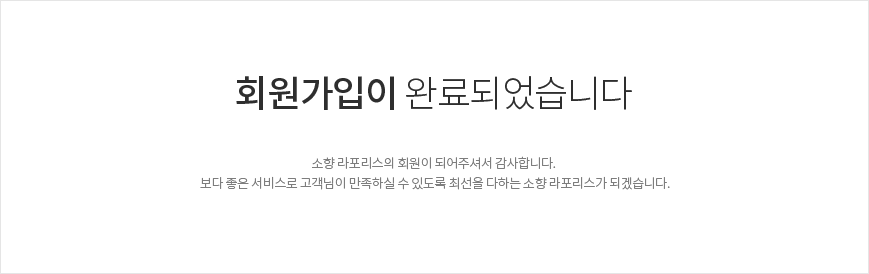 회원가입이 완료되었습니다
소향 라포리스의 회원이 되어주셔서 감사합니다.
보다 좋은 서비스로 고객님이 만족하실 수 있도록 최선을 다하는 소향 라포리스가 되겠습니다.